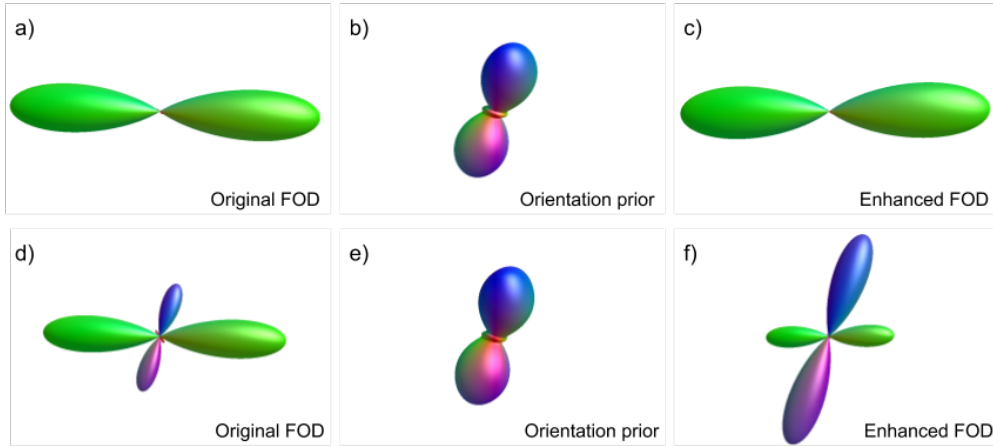 a)
Original FOD
b)
Orientation prior
c)
Enhanced FOD
d)
Original FOD
e)
Orientation prior
f)
Enhanced FOD